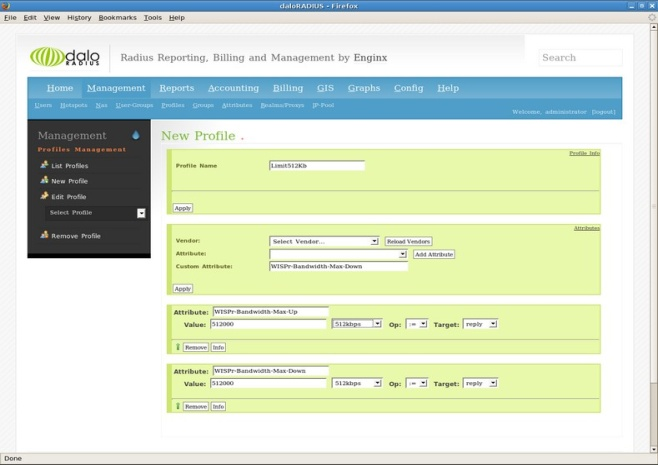 daloRADIUS - Firefox
File Edit View History Bookmarks Tools Help
dalo
RADIUS
Radius Reporting, Billing and Management by Enginx
Search
Home Management Reports Accounting Billing GIS Graphs Config Help
Users Hotspots Nas User-Groups Profiles Groups Attributes Realms/Proxys IP-Pool
Welcome, administrator [logout]
Management
Profiles Management
List Profiles
New Profile
Edit Profile
Select Profile
Remove Profile
New Profile .
Profile Info
Profile Name Limit512Kb
Apply
Attributes
Vendor: Select Vendor... Reload Vendors
Attribute: Add Attribute
Custom Attribute: WISPr-Bandwidth-Max-Down
Apply
Attribute: WISPr-Bandwidth-Max-Up
Value: 512000 512kbps Op: := Target: reply
Remove Info
Attribute: WISPr-Bandwidth-Max-Down
Value: 512000 512kbps Op: := Target: reply
Remove Info
Done